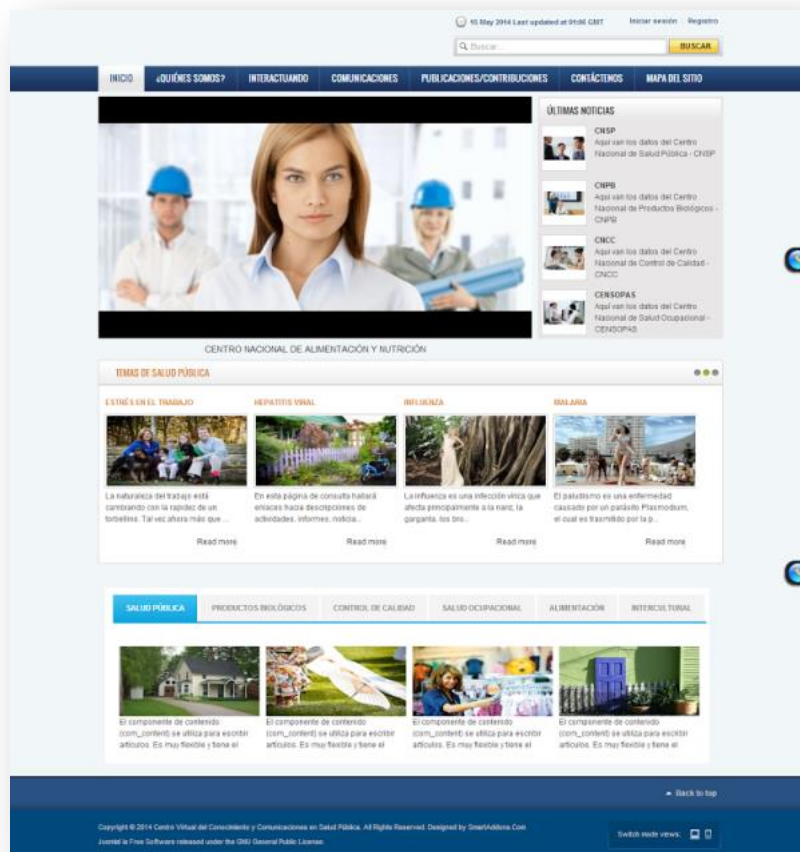 15 May 2014 Last updated at 01:06 GMT
Iniciar sesión Registro
Buscar...
BUSCAR
INICIO ¿QUIÉNES SOMOS? INTERACTUANDO COMUNICACIONES PUBLICACIONES/CONTRIBUCIONES CONTÁCTENOS MAPA DEL SITIO
ÚLTIMAS NOTICIAS
CNSP
Aquí van los datos del Centro
Nacional de Salud Pública - CNSP
CNPB
Aquí van los datos del Centro
Nacional de Productos Biológicos -
CNPB
CNCC
Aquí van los datos del Centro
Nacional de Control de Calidad -
CNCC
CENSOPAS
Aquí van los datos del Centro
Nacional de Salud Ocupacional -
CENSOPAS
CENTRO NACIONAL DE ALIMENTACIÓN Y NUTRICIÓN
TEMAS DE SALUD PÚBLICA
ESTRÉS EN EL TRABAJO
La naturaleza del trabajo está
cambiando con la rapidez de un
torbellino. Tal vez ahora más que ...
Read more
HEPATITIS VIRAL
En esta página de consulta hallará
enlaces hacia descripciones de
actividades, informes, noticia...
Read more
INFLUENZA
La influenza es una infección vírica que
afecta principalmente a la nariz, la
garganta, los bro...
Read more
MALARIA
El paludismo es una enfermedad
causado por un parásito Plasmodium,
el cual es trasmitido por la p...
Read more
SALUD PÚBLICA PRODUCTOS BIOLÓGICOS CONTROL DE CALIDAD SALUD OCUPACIONAL ALIMENTACIÓN INTERCULTURAL
El componente de contenido
(com_content) se utiliza para escribir
artículos. Es muy flexible y tiene el
El componente de contenido
(com_content) se utiliza para escribir
artículos. Es muy flexible y tiene el
El componente de contenido
(com_content) se utiliza para escribir
artículos. Es muy flexible y tiene el
El componente de contenido
(com_content) se utiliza para escribir
artículos. Es muy flexible y tiene el
Back to top
Copyright © 2014 Centro Virtual del Conocimiento y Comunicaciones en Salud Pública. All Rights Reserved. Designed by SmartAddons.Com
Joomla! is Free Software released under the GNU General Public License.
Switch mode views: